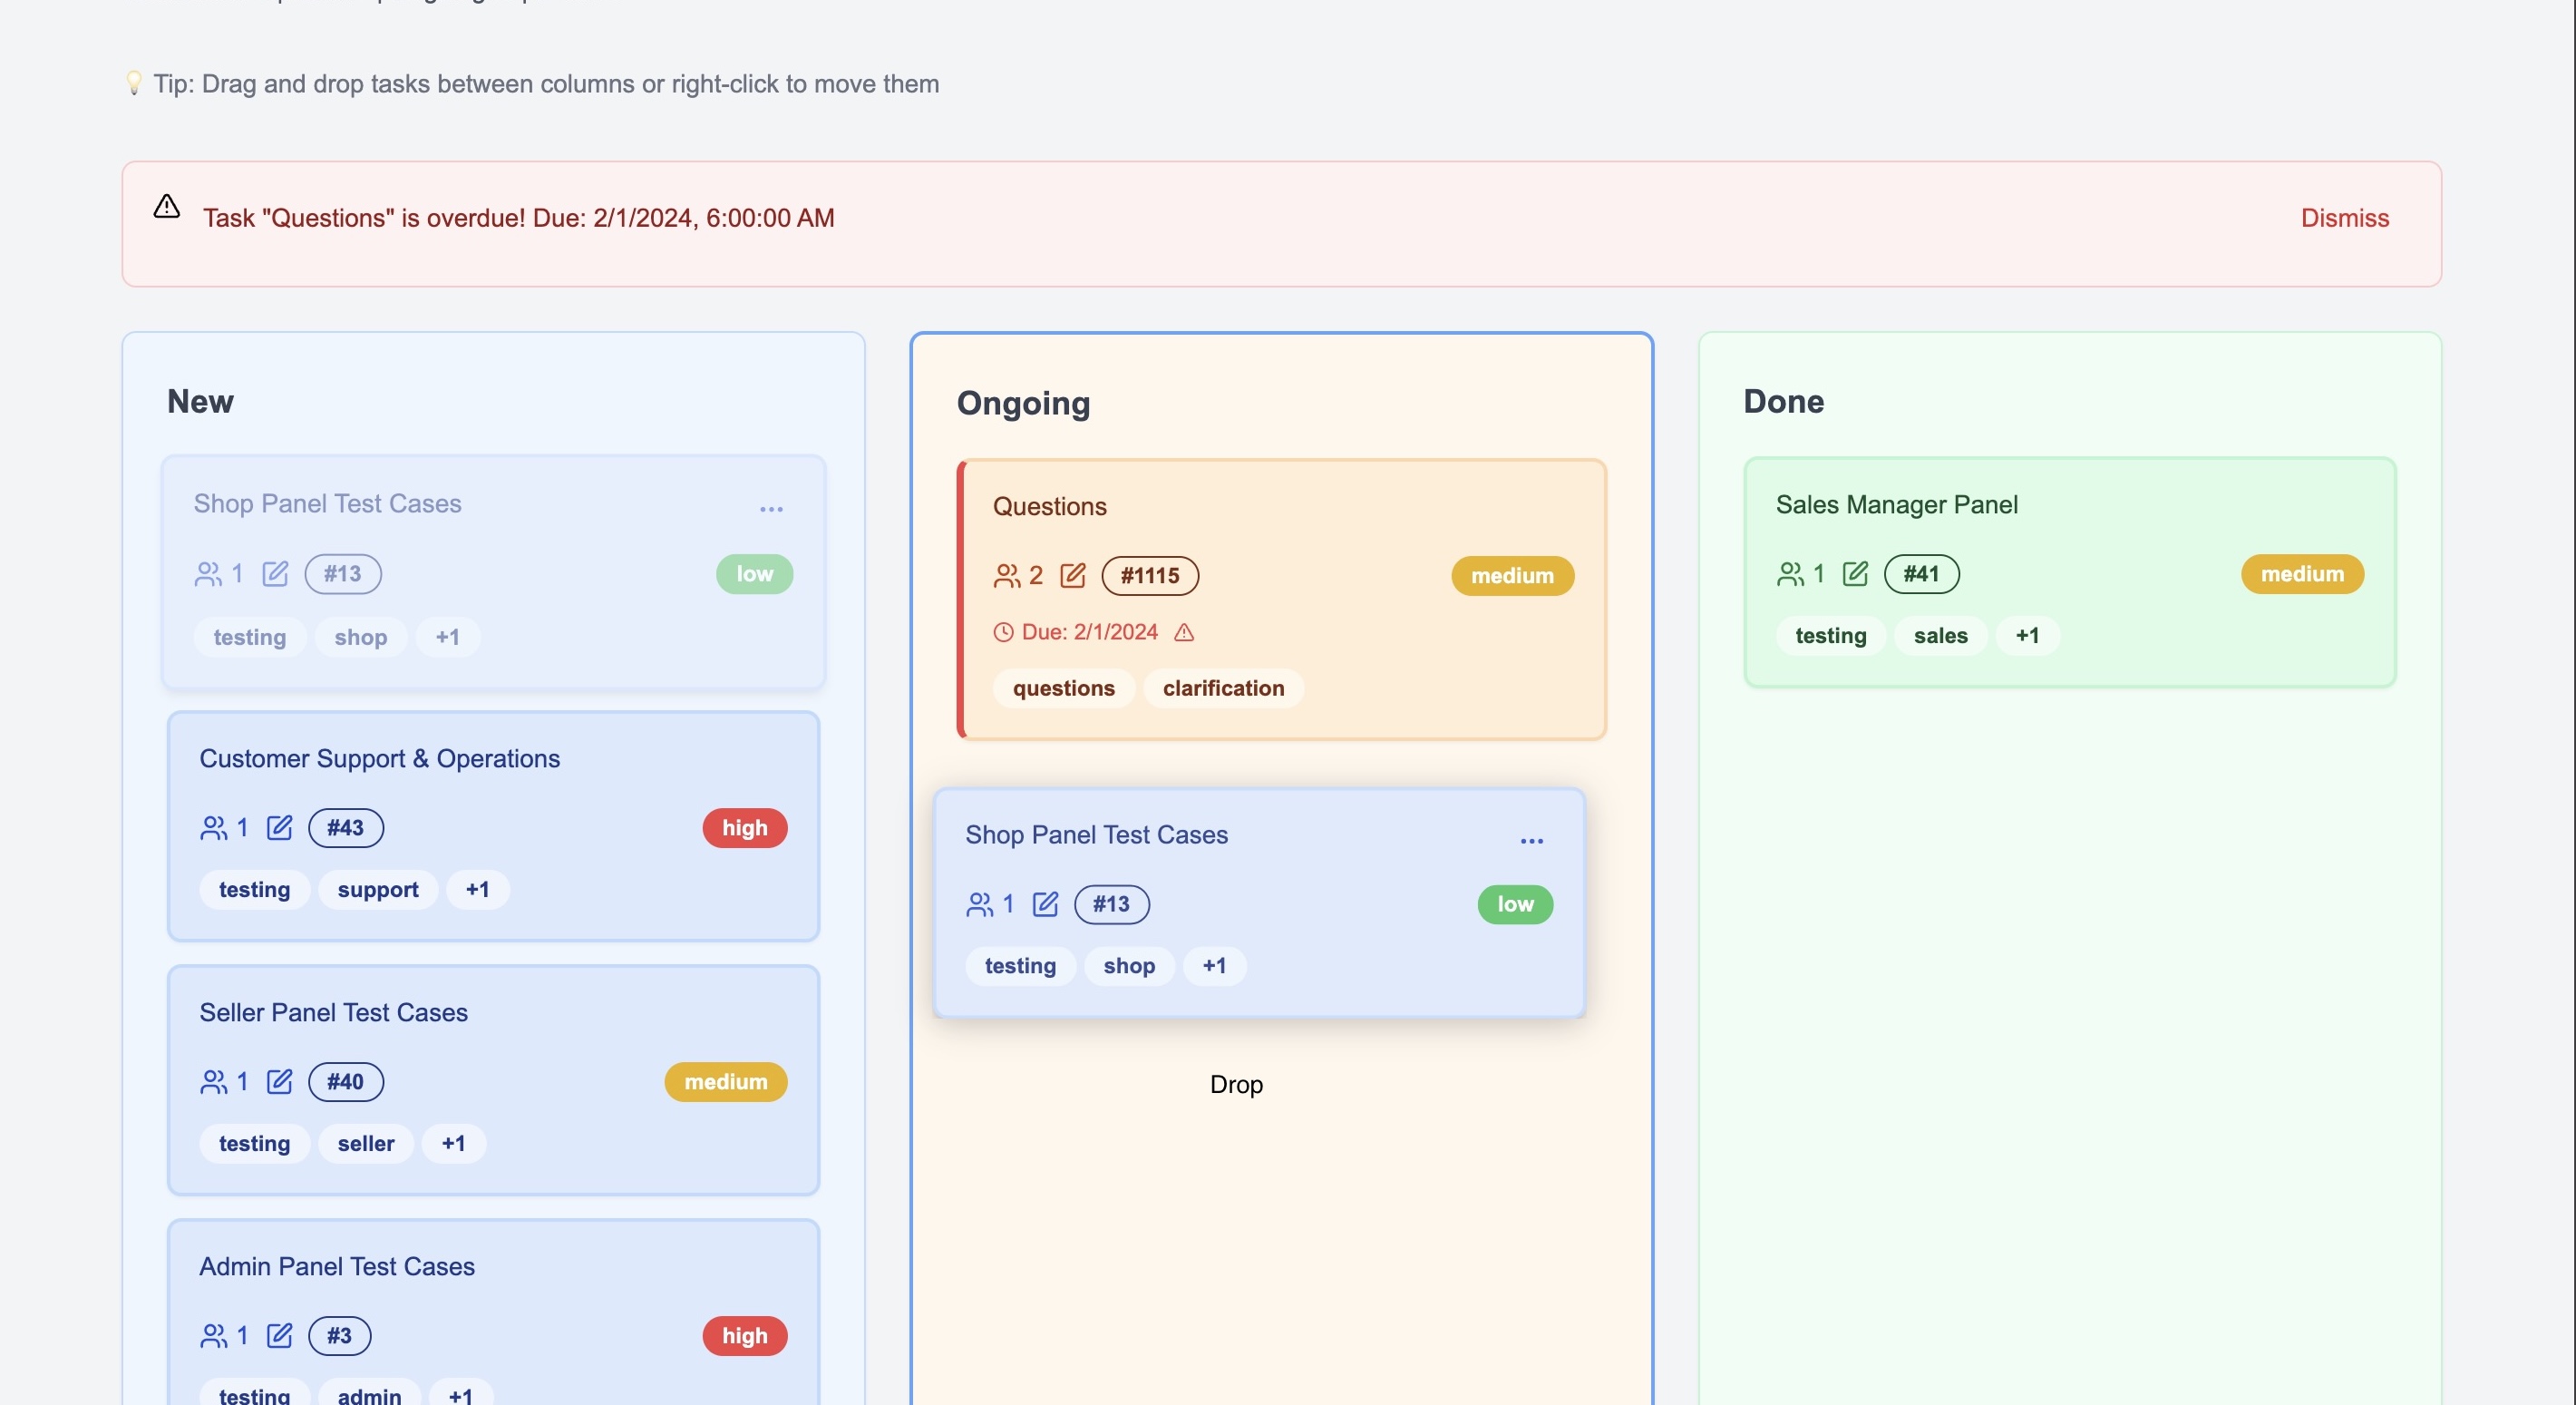 Tip: Drag and drop tasks between columns or right-click to move them
Task "Questions" is overdue! Due: 2/1/2024, 6:00:00 AM
Dismiss
New
Shop Panel Test Cases
...
1 #13 low
testing shop +1
Customer Support & Operations
1 #43 high
testing support +1
Seller Panel Test Cases
1 #40 medium
testing seller +1
Admin Panel Test Cases
1 #3 high
testing admin +1
Ongoing
Questions
2 #1115 medium
Due: 2/1/2024
questions clarification
Shop Panel Test Cases
...
1 #13 low
testing shop +1
Drop
Done
Sales Manager Panel
1 #41 medium
testing sales +1